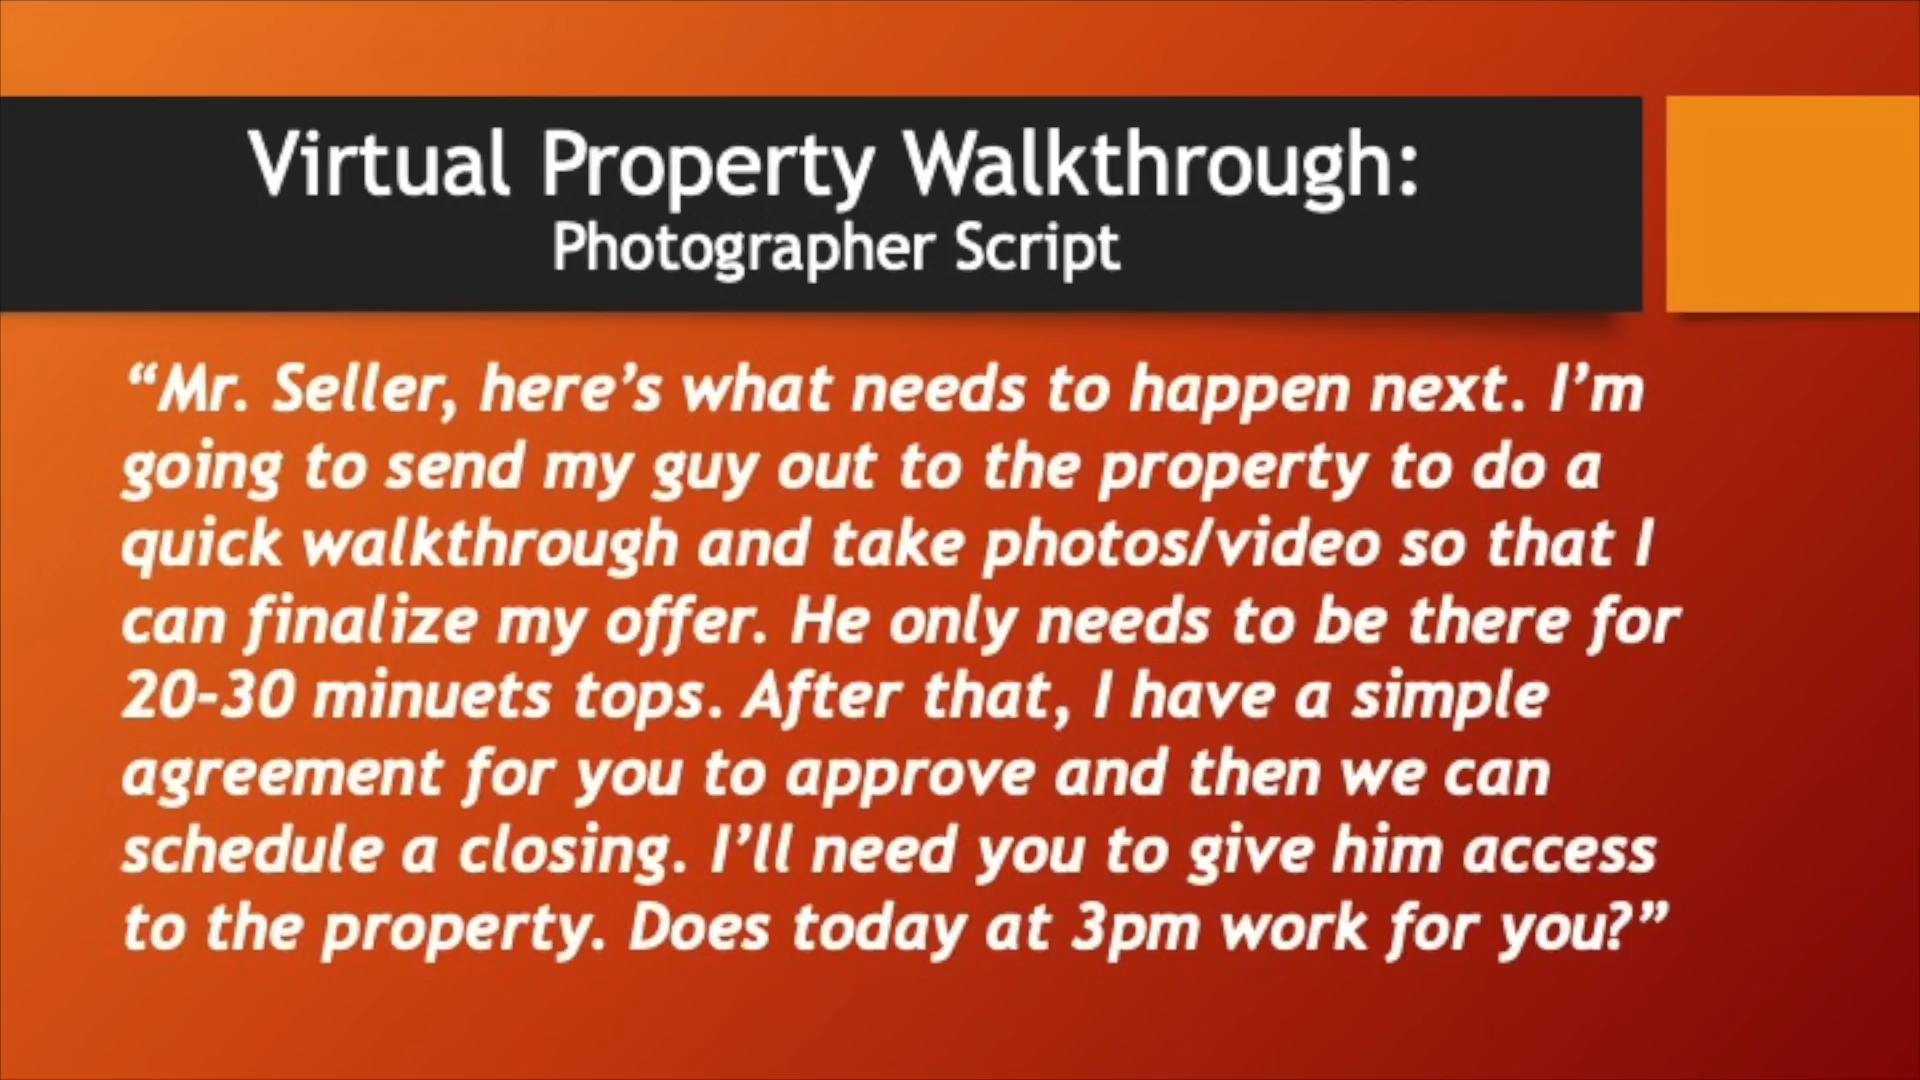 Virtual Property Walkthrough:
Photographer Script
“Mr. Seller, here’s what needs to happen next. I’m
going to send my guy out to the property to do a
quick walkthrough and take photos/video so that I
can finalize my offer. He only needs to be there for
20-30 minuets tops. After that, I have a simple
agreement for you to approve and then we can
schedule a closing. I’ll need you to give him access
to the property. Does today at 3pm work for you?”